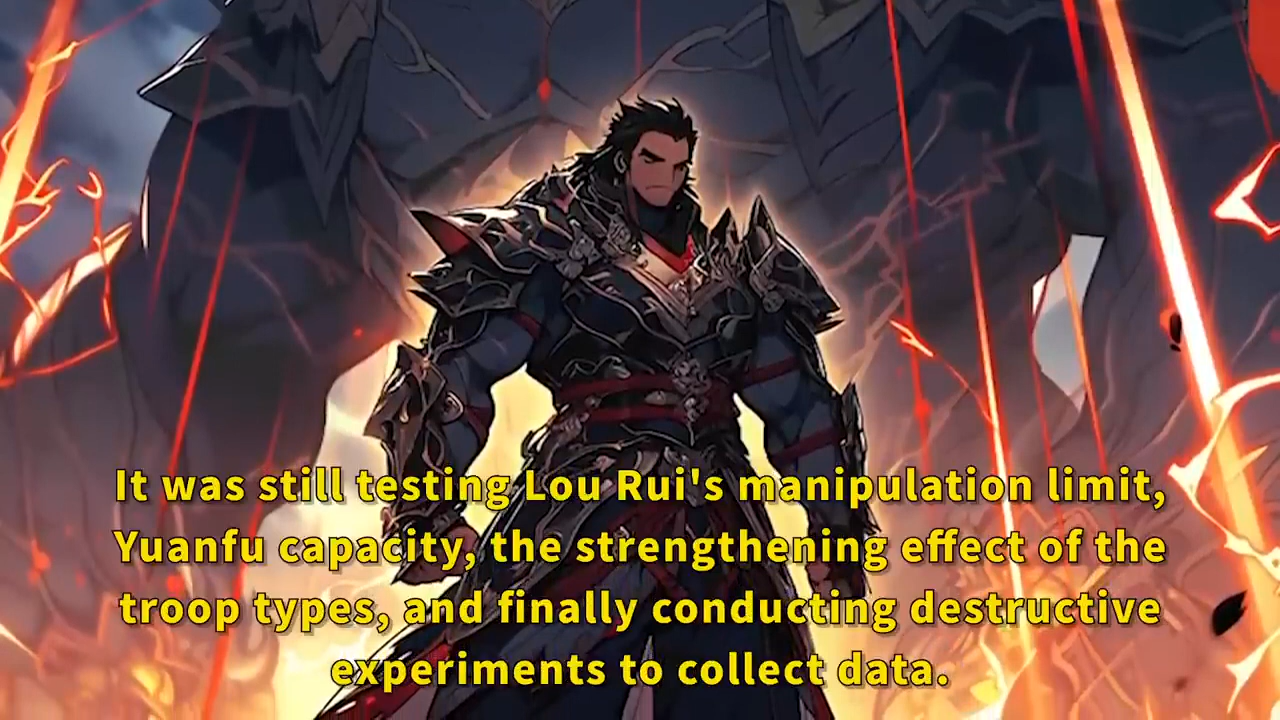 It was still testing Lou Rui's manipulation limit,
Yuanfu capacity, the strengthening effect of the
troop types, and finally conducting destructive
experiments to collect data.